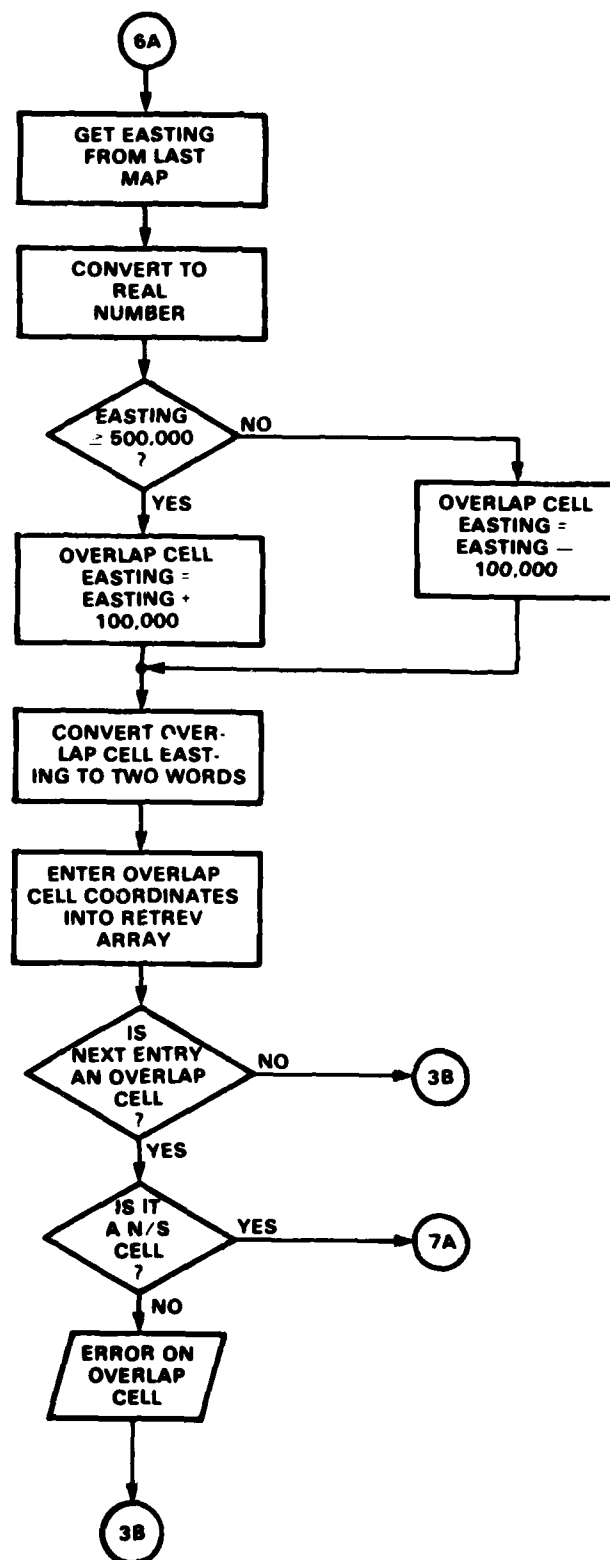 6A
GET EASTING
FROM LAST
MAP
CONVERT TO
REAL
NUMBER
EASTING
≥ 500,000
?
NO
YES
OVERLAP CELL
EASTING =
EASTING +
100,000
OVERLAP CELL
EASTING =
EASTING —
100,000
CONVERT OVER-
LAP CELL EAST-
ING TO TWO WORDS
ENTER OVERLAP
CELL COORDINATES
INTO RETREV
ARRAY
IS
NEXT ENTRY
AN OVERLAP
CELL
?
NO
3B
YES
IS IT
A N/S
CELL
?
YES
7A
NO
ERROR ON
OVERLAP
CELL
3B